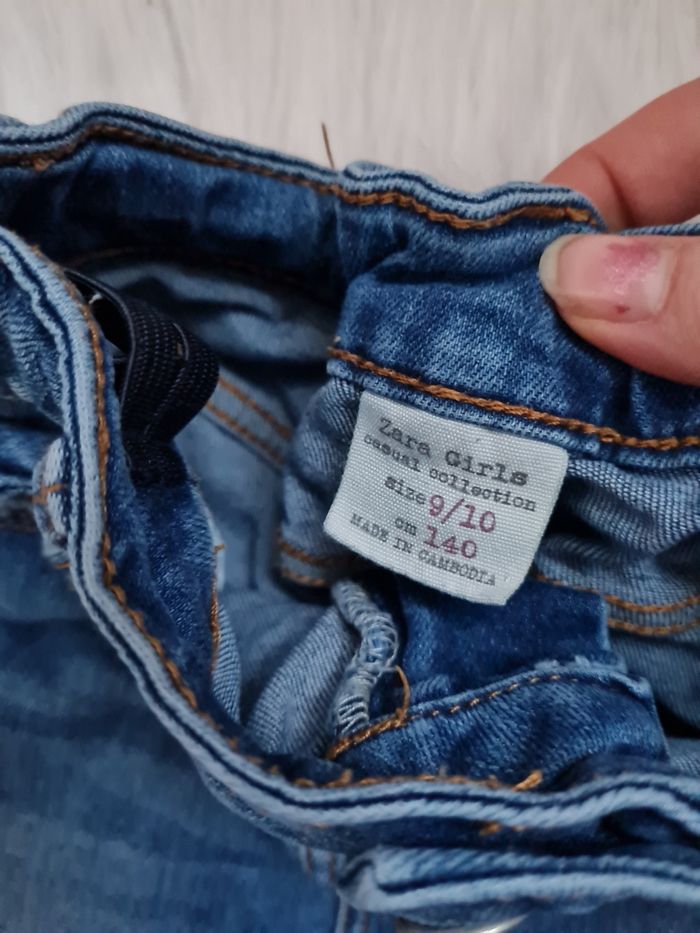 Zara Girls
casual collection
size 9/10
cm 140
MADE IN CAMBODIA